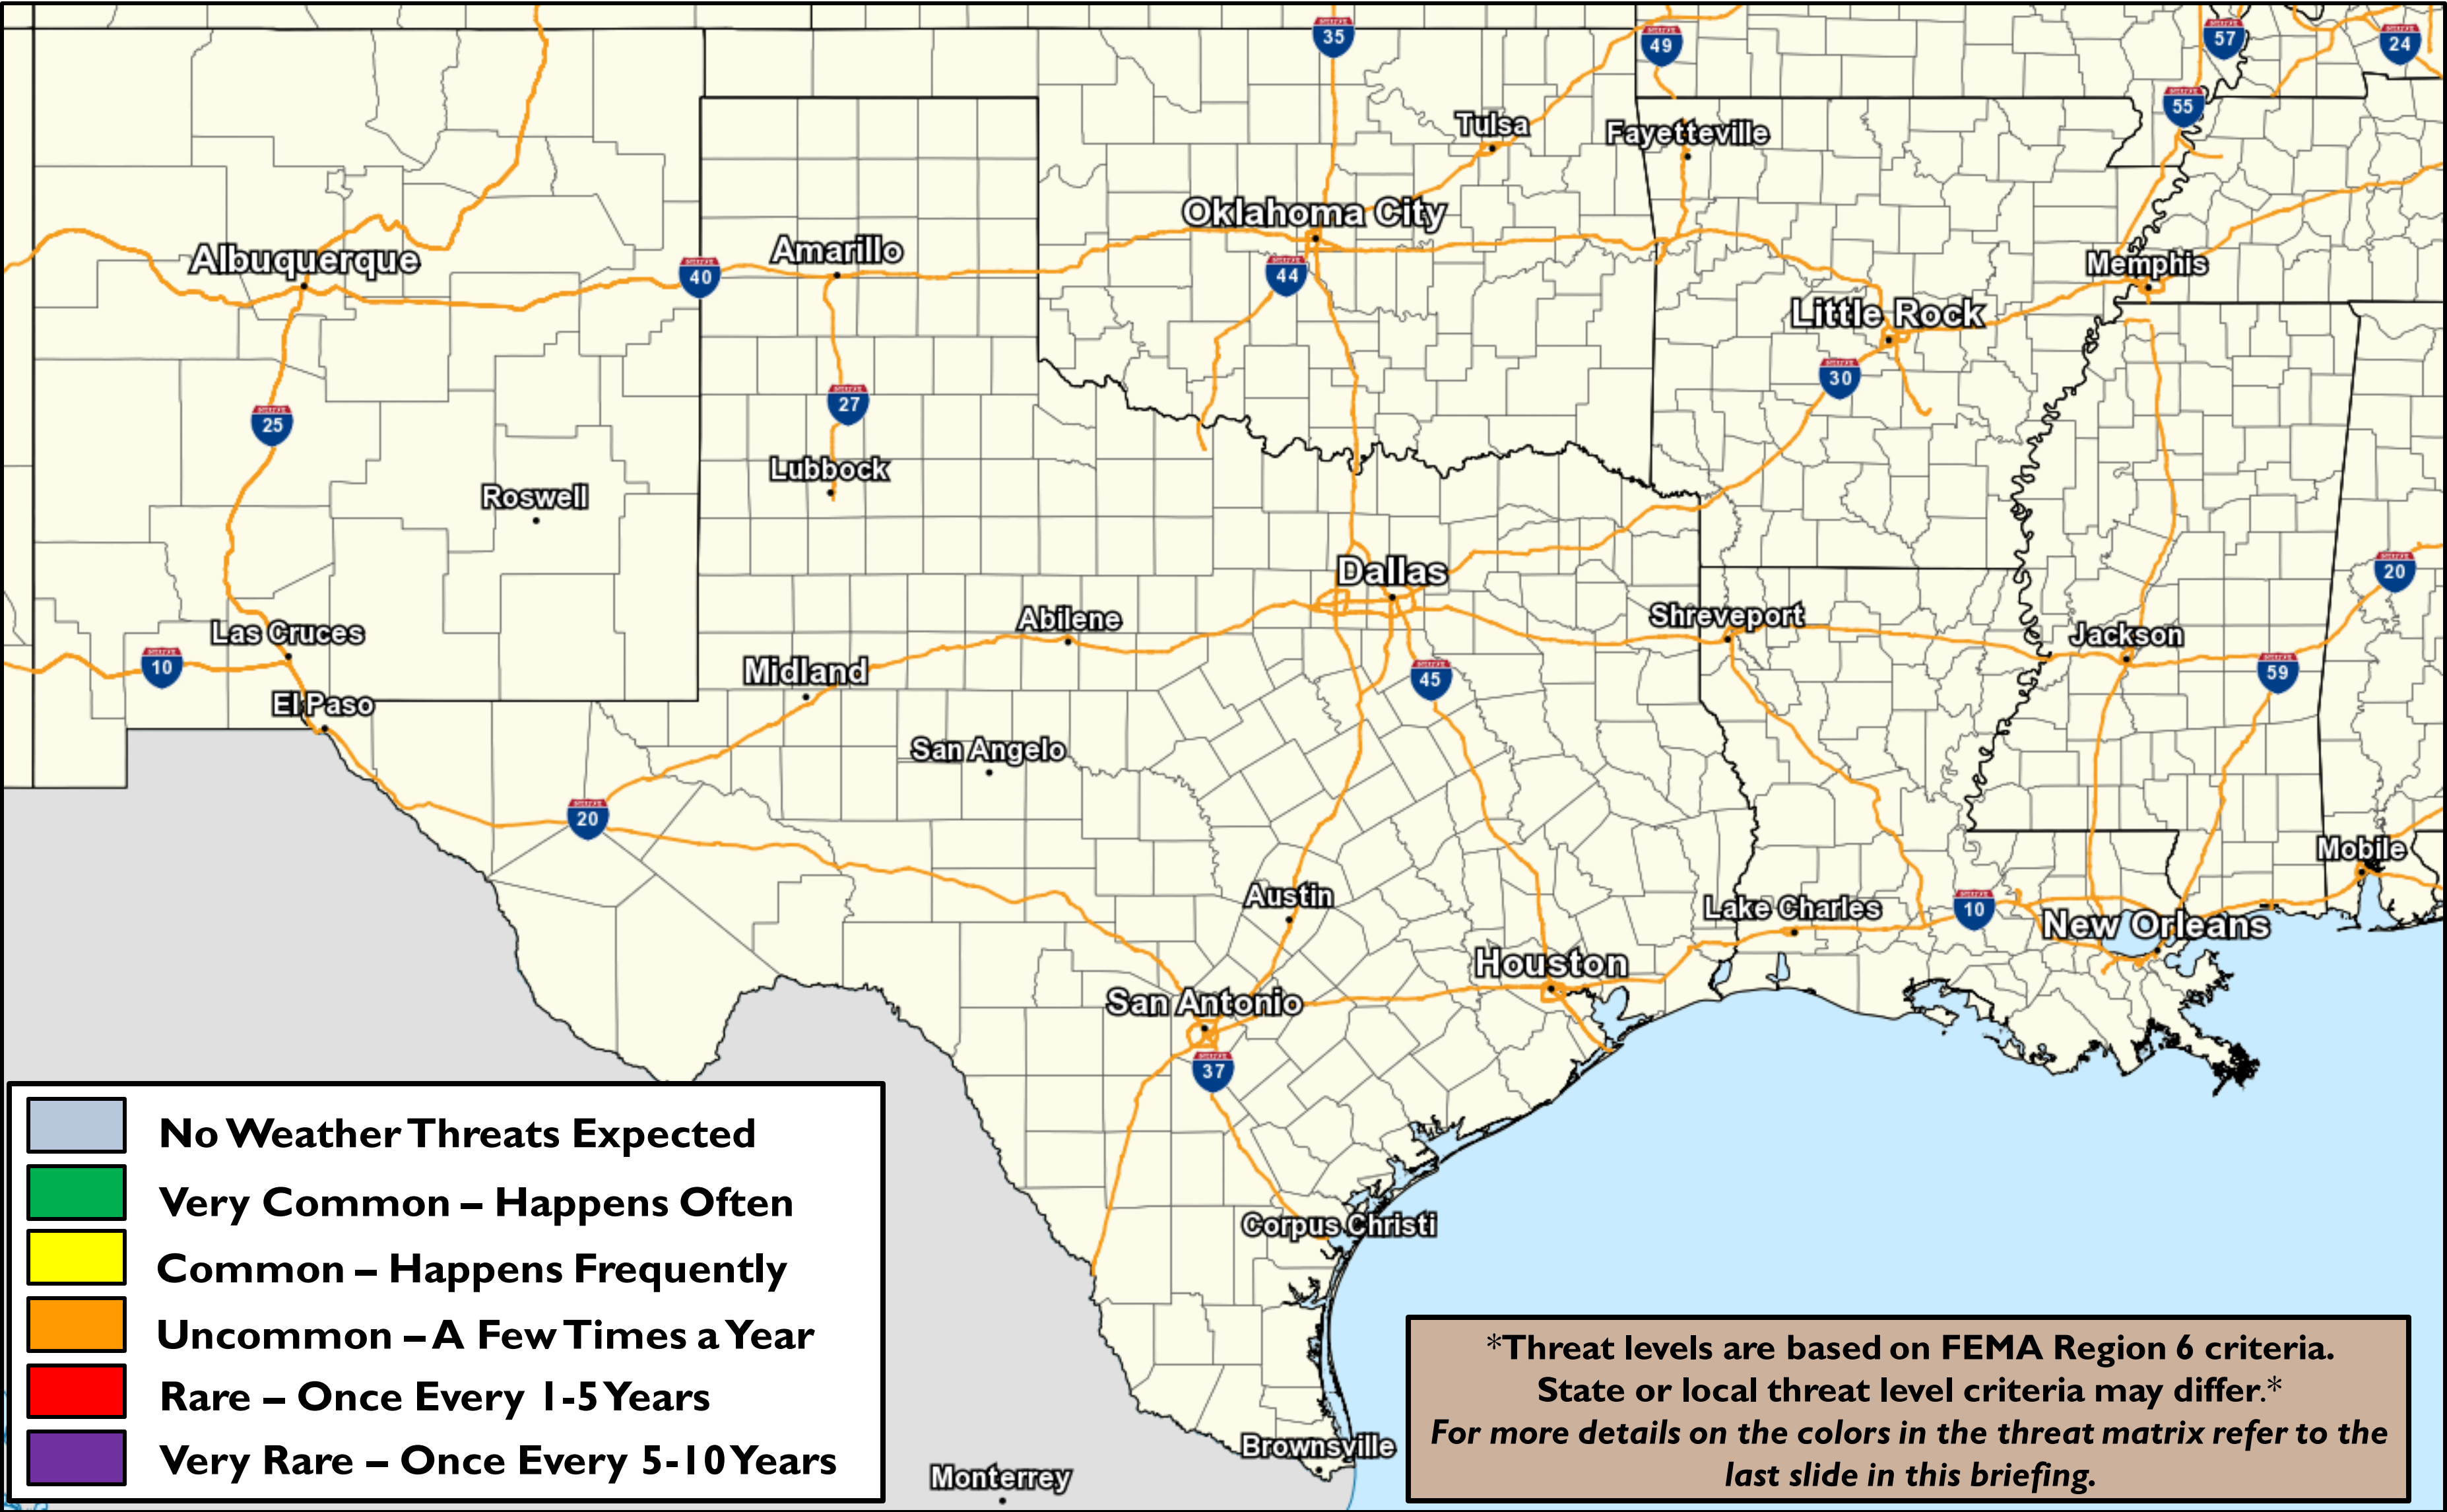 35
49
57
24
55
Tulsa
Fayetteville
Oklahoma City
Albuquerque
Amarillo
40
44
Memphis
Little Rock
30
25
27
Lubbock
Roswell
Dallas
20
Las Cruces
Abilene
Shreveport
Jackson
10
Midland
45
59
El Paso
San Angelo
20
Mobile
Austin
Lake Charles
10
New Orleans
Houston
San Antonio
37
Corpus Christi
Brownsville
Monterrey
No Weather Threats Expected
Very Common – Happens Often
Common – Happens Frequently
Uncommon – A Few Times a Year
Rare – Once Every 1-5 Years
Very Rare – Once Every 5-10 Years
*Threat levels are based on FEMA Region 6 criteria.
State or local threat level criteria may differ.*
For more details on the colors in the threat matrix refer to the
last slide in this briefing.